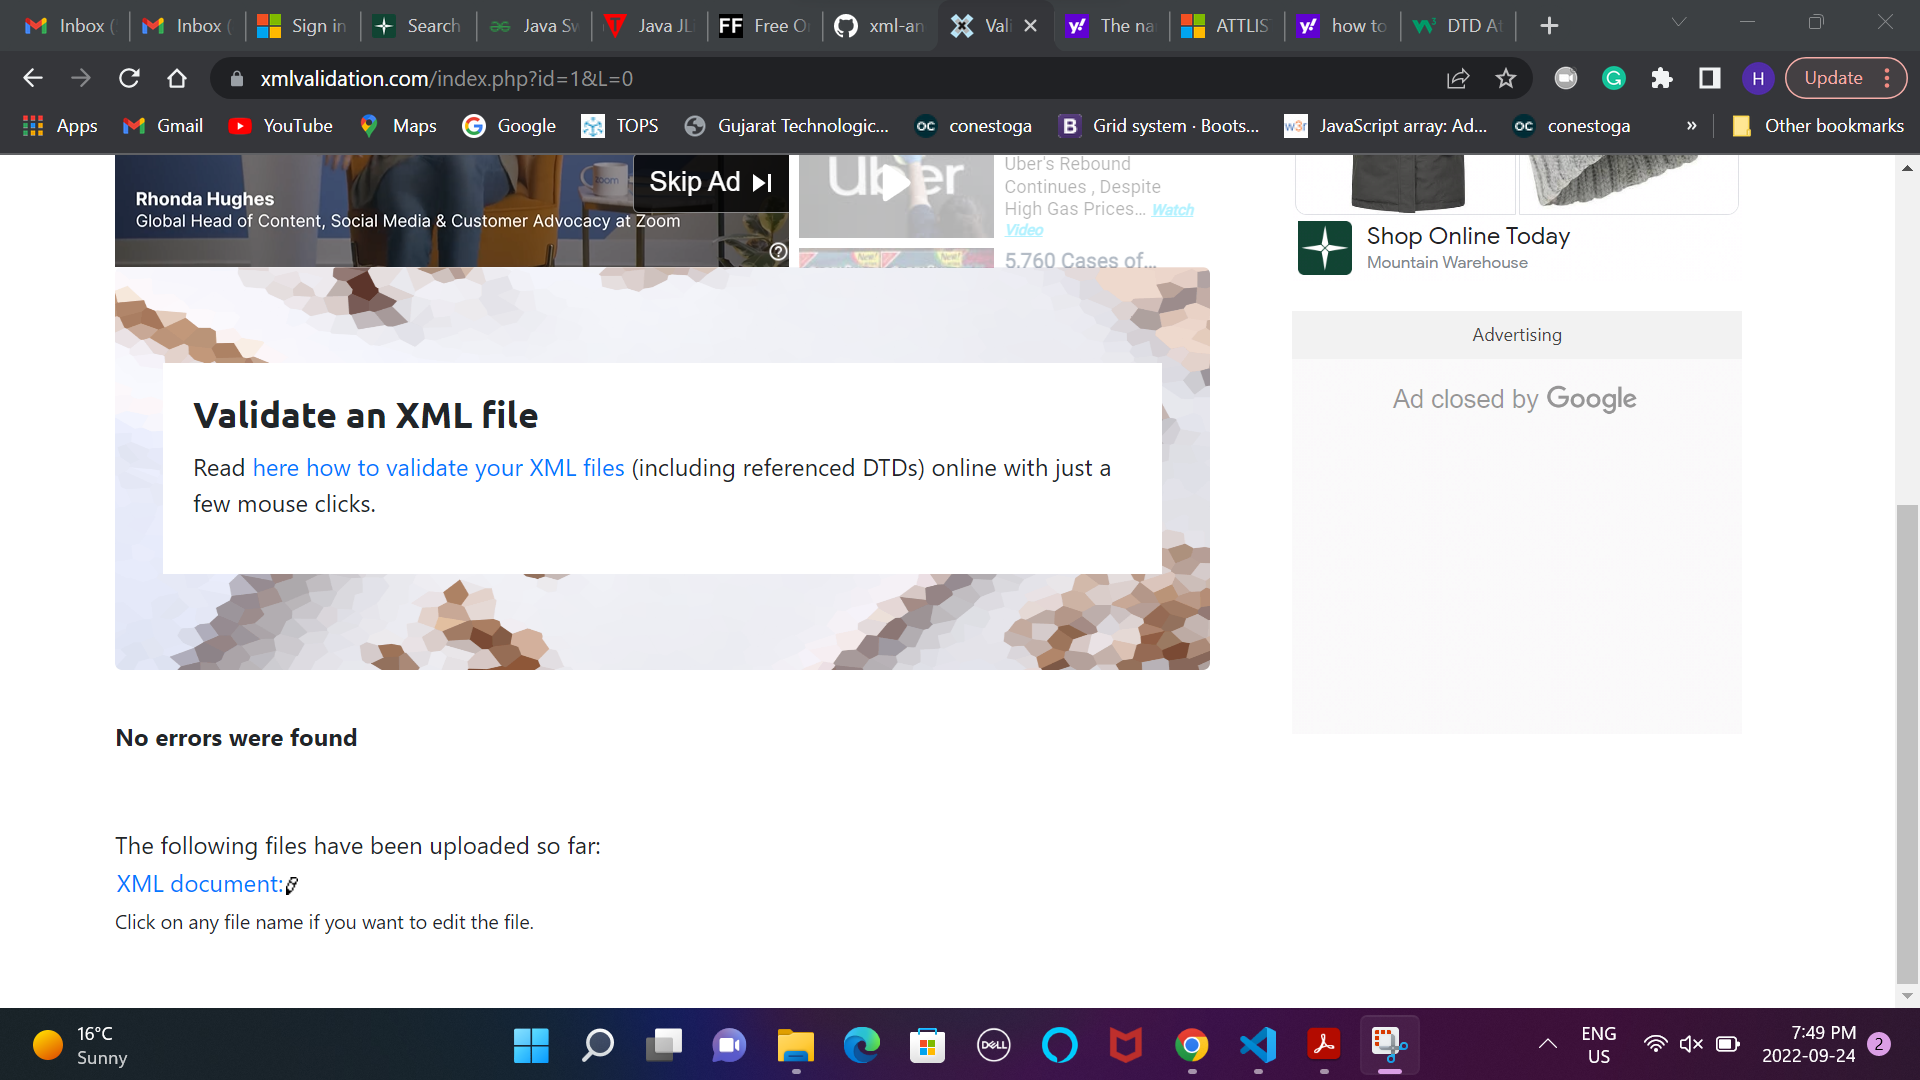 Inbox (
Inbox (
Sign in
Search
Java Sw
Java JL
FF Free O
xml-an
Vali
The na
ATTLIS
how to
DTD At
xmlvalidation.com/index.php?id=1&L=0
H
Update
Apps
Gmail
YouTube
Maps
Google
TOPS
Gujarat Technologic...
oc conestoga
B Grid system · Boots...
w3r JavaScript array: Ad...
oc conestoga
»
Other bookmarks
Rhonda Hughes
Global Head of Content, Social Media & Customer Advocacy at Zoom
zoom
Skip Ad
Uber
Uber's Rebound
Continues , Despite
High Gas Prices... Watch
Video
5,760 Cases of...
Shop Online Today
Mountain Warehouse
Advertising
Ad closed by Google
Validate an XML file
Read here how to validate your XML files (including referenced DTDs) online with just a
few mouse clicks.
No errors were found
The following files have been uploaded so far:
XML document:
Click on any file name if you want to edit the file.
16°C
Sunny
DELL
ENG
US
7:49 PM
2022-09-24
2